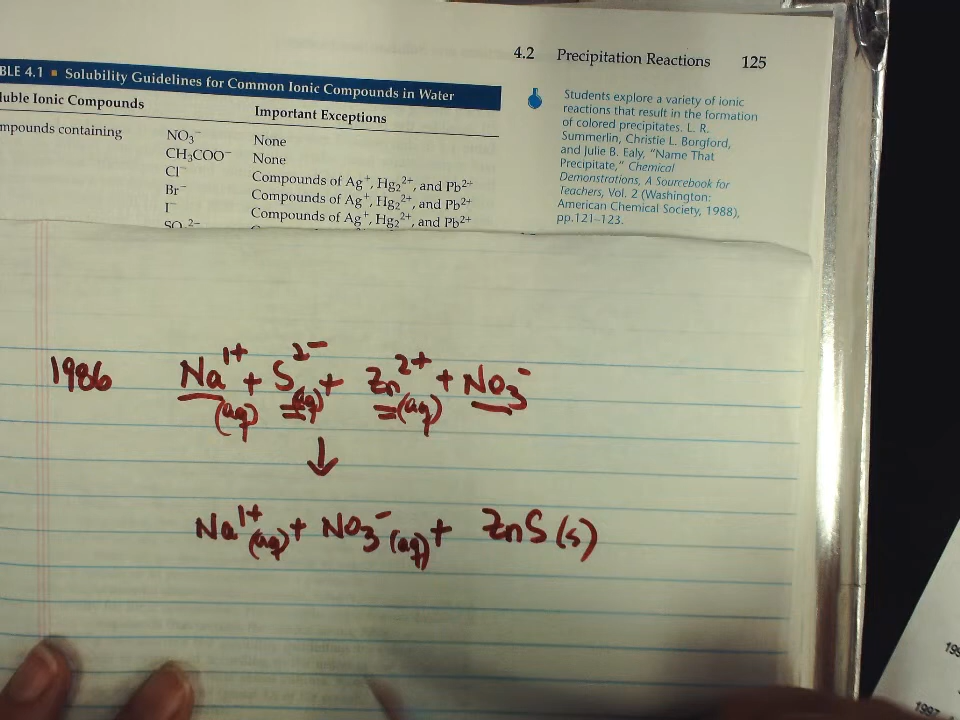 4.2 Precipitation Reactions 125
BLE 4.1 ▪ Solubility Guidelines for Common Ionic Compounds in Water
luble Ionic Compounds
Important Exceptions
mpounds containing
NO₃⁻ None
CH₃COO⁻ None
Cl⁻ Compounds of Ag⁺, Hg₂²⁺, and Pb²⁺
Br⁻ Compounds of Ag⁺, Hg₂²⁺, and Pb²⁺
I⁻ Compounds of Ag⁺, Hg₂²⁺, and Pb²⁺
SO 2−
Students explore a variety of ionic
reactions that result in the formation
of colored precipitates. L. R.
Summerlin, Christie L. Borgford,
and Julie B. Ealy, "Name That
Precipitate," Chemical
Demonstrations, A Sourcebook for
Teachers, Vol. 2 (Washington:
American Chemical Society, 1988),
pp.121–123.
1986 Na¹⁺(aq) + S²⁻(aq) + Zn²⁺(aq) + NO₃⁻
↓
Na¹⁺(aq) + NO₃⁻(aq) + ZnS(s)
199
1997